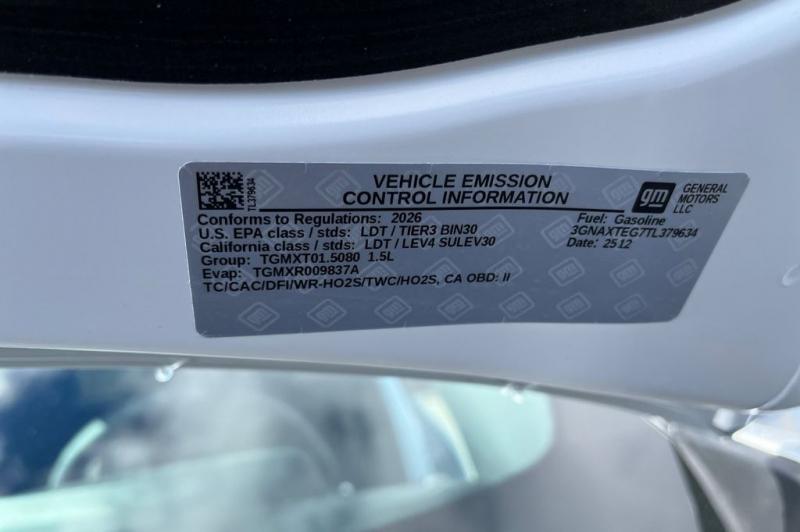 TL379634
VEHICLE EMISSION
CONTROL INFORMATION
gm
GENERAL
MOTORS
LLC
Conforms to Regulations: 2026
U.S. EPA class / stds: LDT / TIER3 BIN30
California class / stds: LDT / LEV4 SULEV30
Group: TGMXT01.5080 1.5L
Evap: TGMXR009837A
TC/CAC/DFI/WR-HO2S/TWC/HO2S, CA OBD: II
Fuel: Gasoline
3GNAXTEG7TL379634
Date: 2512